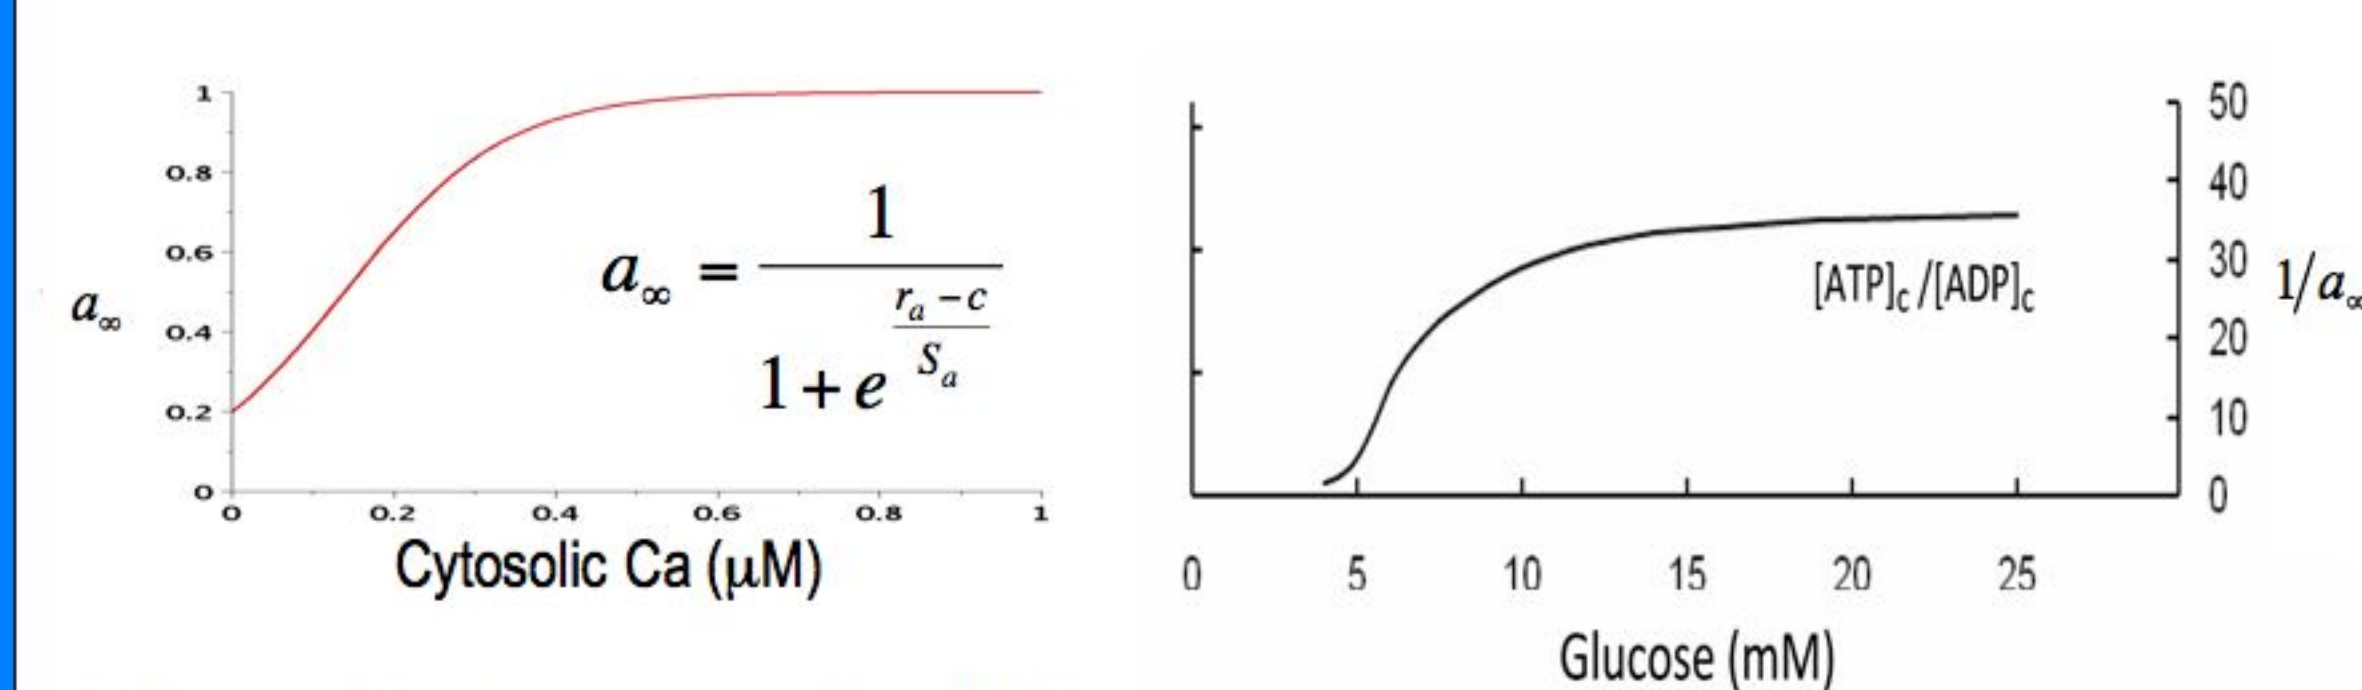 1
0.8
0.6
0.4
0.2
0
a∞
a∞ = 1 / (1 + e^((r_a − c) / S_a))
0 0.2 0.4 0.6 0.8 1
Cytosolic Ca (μM)
50
40
30
20
10
0
1/a∞
[ATP]c /[ADP]c
0 5 10 15 20 25
Glucose (mM)